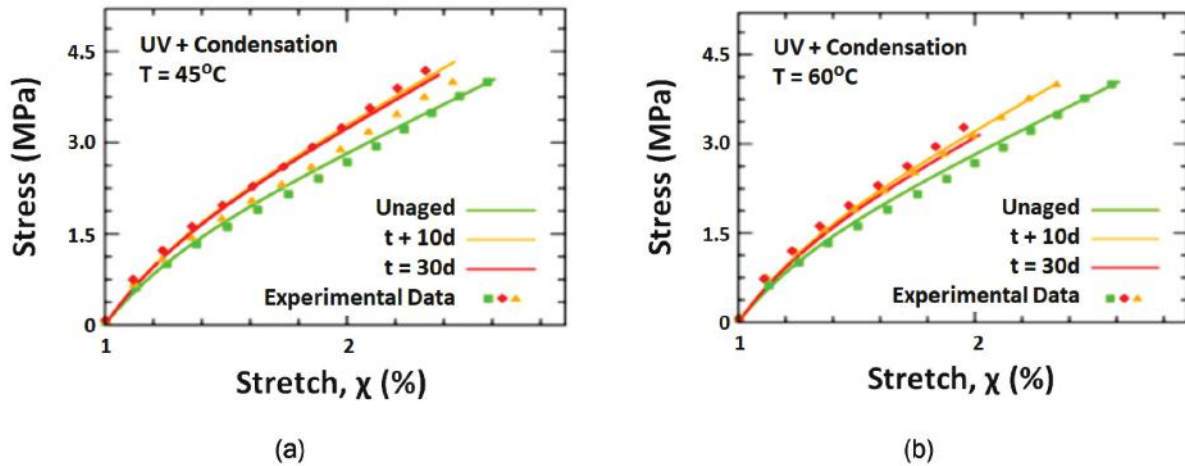 UV + Condensation
T = 45°C
4.5
3.0
1.5
0
1
2
Stress (MPa)
Stretch, χ (%)
Unaged
t + 10d
t = 30d
Experimental Data
(a)
UV + Condensation
T = 60°C
4.5
3.0
1.5
0
1
2
Stress (MPa)
Stretch, χ (%)
Unaged
t + 10d
t = 30d
Experimental Data
(b)